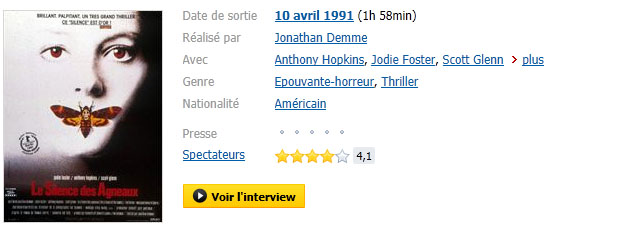 BRILLANT. PALPITANT. UN TRES GRAND THRILLER.
CE "SILENCE" EST D'OR !
jodie foster / anthony hopkins / scott glenn
Le Silence des Agneaux
Date de sortie 10 avril 1991 (1h 58min)
Réalisé par Jonathan Demme
Avec Anthony Hopkins, Jodie Foster, Scott Glenn > plus
Genre Epouvante-horreur, Thriller
Nationalité Américain
Presse
Spectateurs 4,1
Voir l'interview